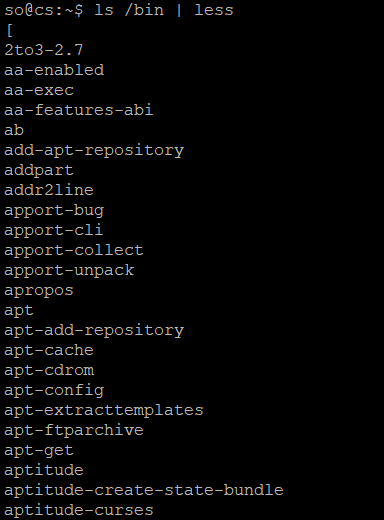 so@cs:~$ ls /bin | less
[
2to3-2.7
aa-enabled
aa-exec
aa-features-abi
ab
add-apt-repository
addpart
addr2line
apport-bug
apport-cli
apport-collect
apport-unpack
apropos
apt
apt-add-repository
apt-cache
apt-cdrom
apt-config
apt-extracttemplates
apt-ftparchive
apt-get
aptitude
aptitude-create-state-bundle
aptitude-curses